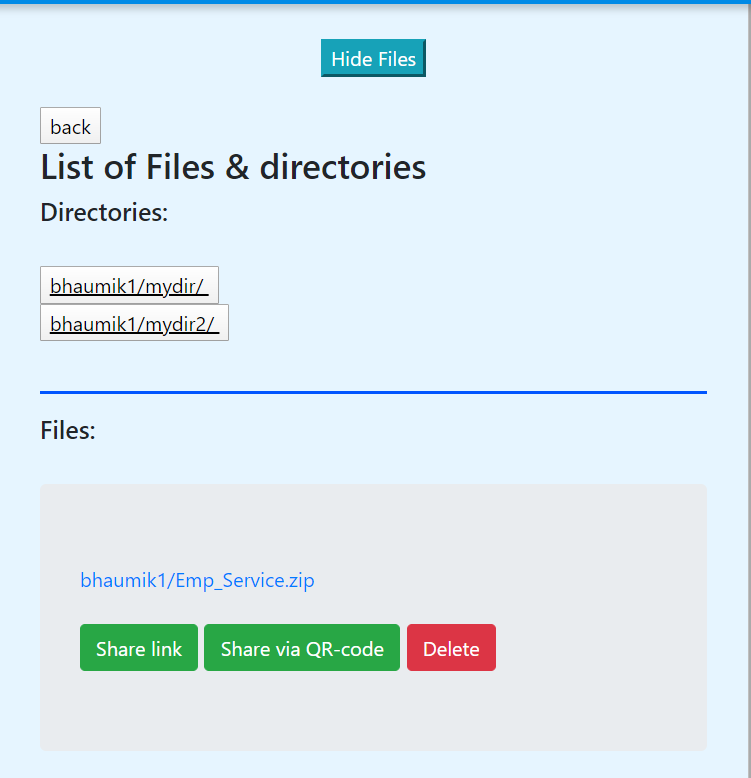 Hide Files
back
List of Files & directories
Directories:
bhaumik1/mydir/
bhaumik1/mydir2/
Files:
bhaumik1/Emp_Service.zip
Share link Share via QR-code Delete